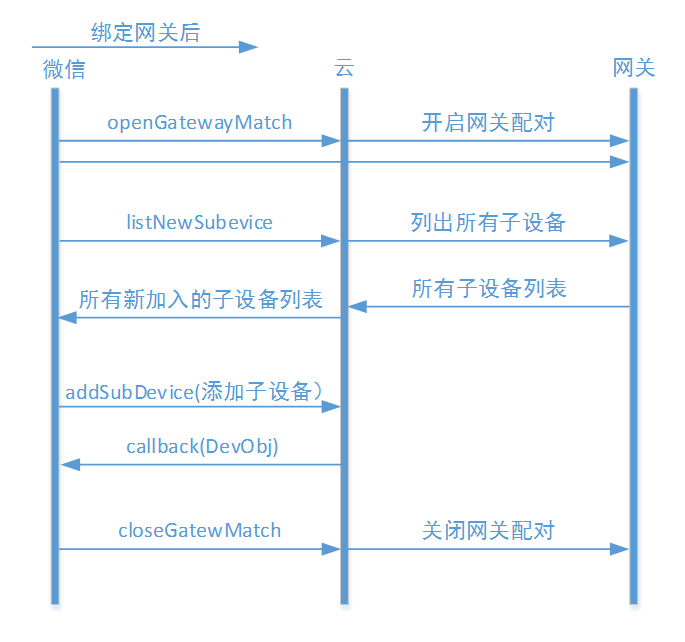 绑定网关后
微信
云
网关
openGatewayMatch
开启网关配对
listNewSubevice
列出所有子设备
所有子设备列表
所有新加入的子设备列表
addSubDevice(添加子设备）
callback(DevObj)
closeGatewMatch
关闭网关配对